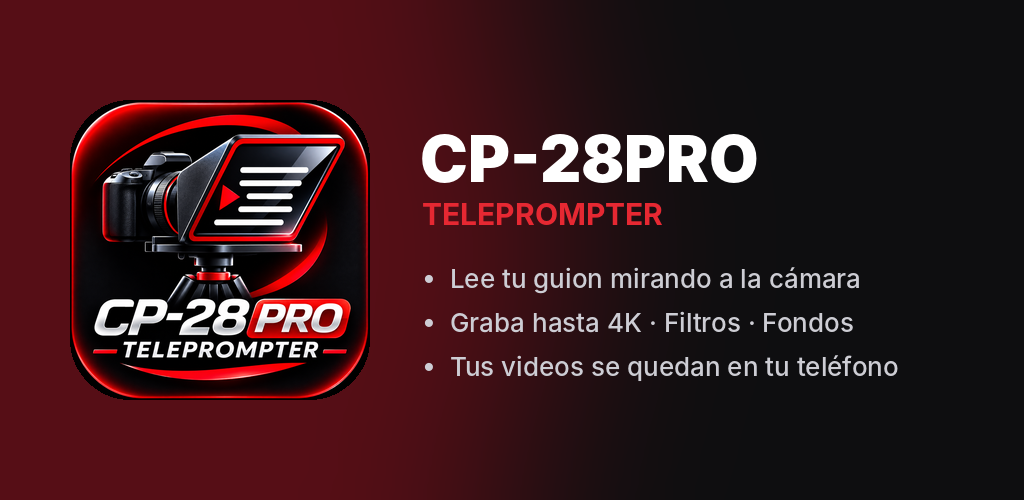 CP-28 PRO
TELEPROMPTER
CP-28PRO
TELEPROMPTER
• Lee tu guion mirando a la cámara
• Graba hasta 4K · Filtros · Fondos
• Tus videos se quedan en tu teléfono